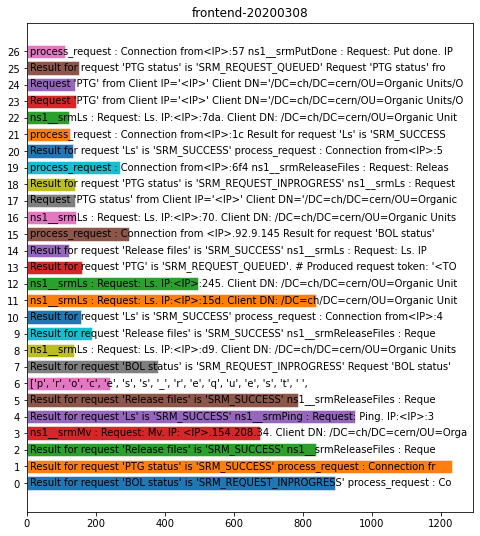 frontend-20200308
26 process_request : Connection from<IP>:57 ns1__srmPutDone : Request: Put done. IP
25 Result for request 'PTG status' is 'SRM_REQUEST_QUEUED' Request 'PTG status' fro
24 Request 'PTG' from Client IP='<IP>' Client DN='/DC=ch/DC=cern/OU=Organic Units/O
23 Request 'PTG' from Client IP='<IP>' Client DN='/DC=ch/DC=cern/OU=Organic Units/O
22 ns1__srmLs : Request: Ls. IP:<IP>:7da. Client DN: /DC=ch/DC=cern/OU=Organic Unit
21 process_request : Connection from<IP>:1c Result for request 'Ls' is 'SRM_SUCCESS
20 Result for request 'Ls' is 'SRM_SUCCESS' process_request : Connection from<IP>:5
19 process_request : Connection from<IP>:6f4 ns1__srmReleaseFiles : Request: Releas
18 Result for request 'PTG status' is 'SRM_REQUEST_INPROGRESS' ns1__srmLs : Request
17 Request 'PTG status' from Client IP='<IP>' Client DN='/DC=ch/DC=cern/OU=Organic
16 ns1__srmLs : Request: Ls. IP:<IP>:70. Client DN: /DC=ch/DC=cern/OU=Organic Units
15 process_request : Connection from <IP>.92.9.145 Result for request 'BOL status'
14 Result for request 'Release files' is 'SRM_SUCCESS' ns1__srmLs : Request: Ls. IP
13 Result for request 'PTG' is 'SRM_REQUEST_QUEUED'. # Produced request token: '<TO
12 ns1__srmLs : Request: Ls. IP:<IP>:245. Client DN: /DC=ch/DC=cern/OU=Organic Unit
11 ns1__srmLs : Request: Ls. IP:<IP>:15d. Client DN: /DC=ch/DC=cern/OU=Organic Unit
10 Result for request 'Ls' is 'SRM_SUCCESS' process_request : Connection from<IP>:4
9 Result for request 'Release files' is 'SRM_SUCCESS' ns1__srmReleaseFiles : Reque
8 ns1__srmLs : Request: Ls. IP:<IP>:d9. Client DN: /DC=ch/DC=cern/OU=Organic Units
7 Result for request 'BOL status' is 'SRM_REQUEST_INPROGRESS' Request 'BOL status'
6 ['p', 'r', 'o', 'c', 'e', 's', 's', '_', 'r', 'e', 'q', 'u', 'e', 's', 't', ' ',
5 Result for request 'Release files' is 'SRM_SUCCESS' ns1__srmReleaseFiles : Reque
4 Result for request 'Ls' is 'SRM_SUCCESS' ns1__srmPing : Request: Ping. IP:<IP>:3
3 ns1__srmMv : Request: Mv. IP: <IP>.154.208.34. Client DN: /DC=ch/DC=cern/OU=Orga
2 Result for request 'Release files' is 'SRM_SUCCESS' ns1__srmReleaseFiles : Reque
1 Result for request 'PTG status' is 'SRM_SUCCESS' process_request : Connection fr
0 Result for request 'BOL status' is 'SRM_REQUEST_INPROGRESS' process_request : Co
0 200 400 600 800 1000 1200